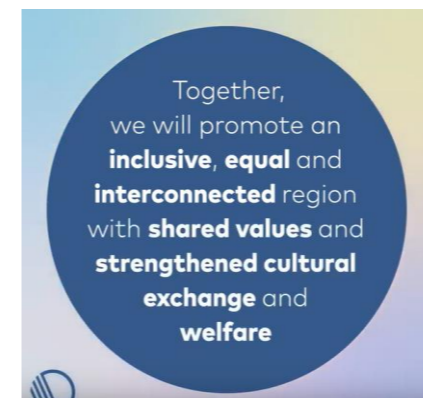 Together,
we will promote an
inclusive, equal and
interconnected region
with shared values and
strengthened cultural
exchange and
welfare